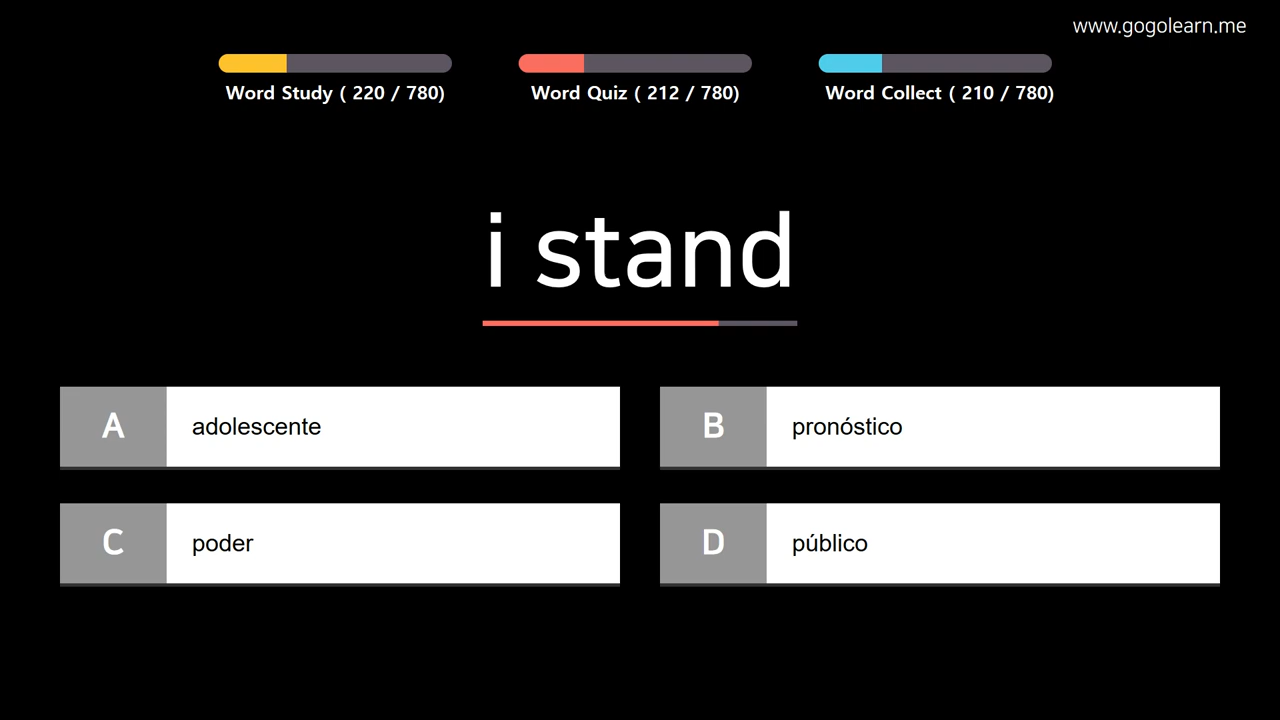 www.gogolearn.me
Word Study ( 220 / 780)
Word Quiz ( 212 / 780)
Word Collect ( 210 / 780)
i stand
A adolescente
B pronóstico
C poder
D público